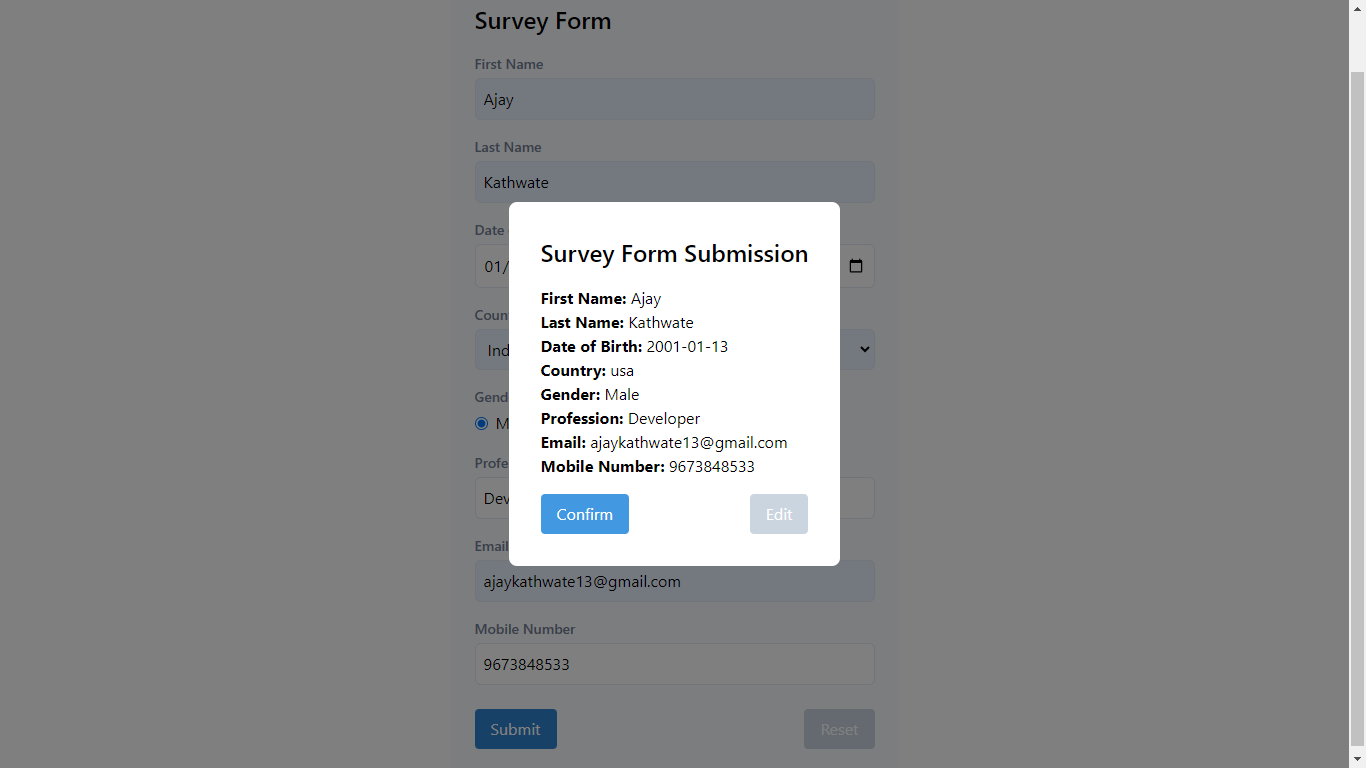 Survey Form
First Name
Ajay
Last Name
Kathwate
Date
01/
Coun
Ind
Gend
M
Profe
Dev
Email
ajaykathwate13@gmail.com
Mobile Number
9673848533
Submit
Reset
Survey Form Submission
First Name: Ajay
Last Name: Kathwate
Date of Birth: 2001-01-13
Country: usa
Gender: Male
Profession: Developer
Email: ajaykathwate13@gmail.com
Mobile Number: 9673848533
Confirm
Edit